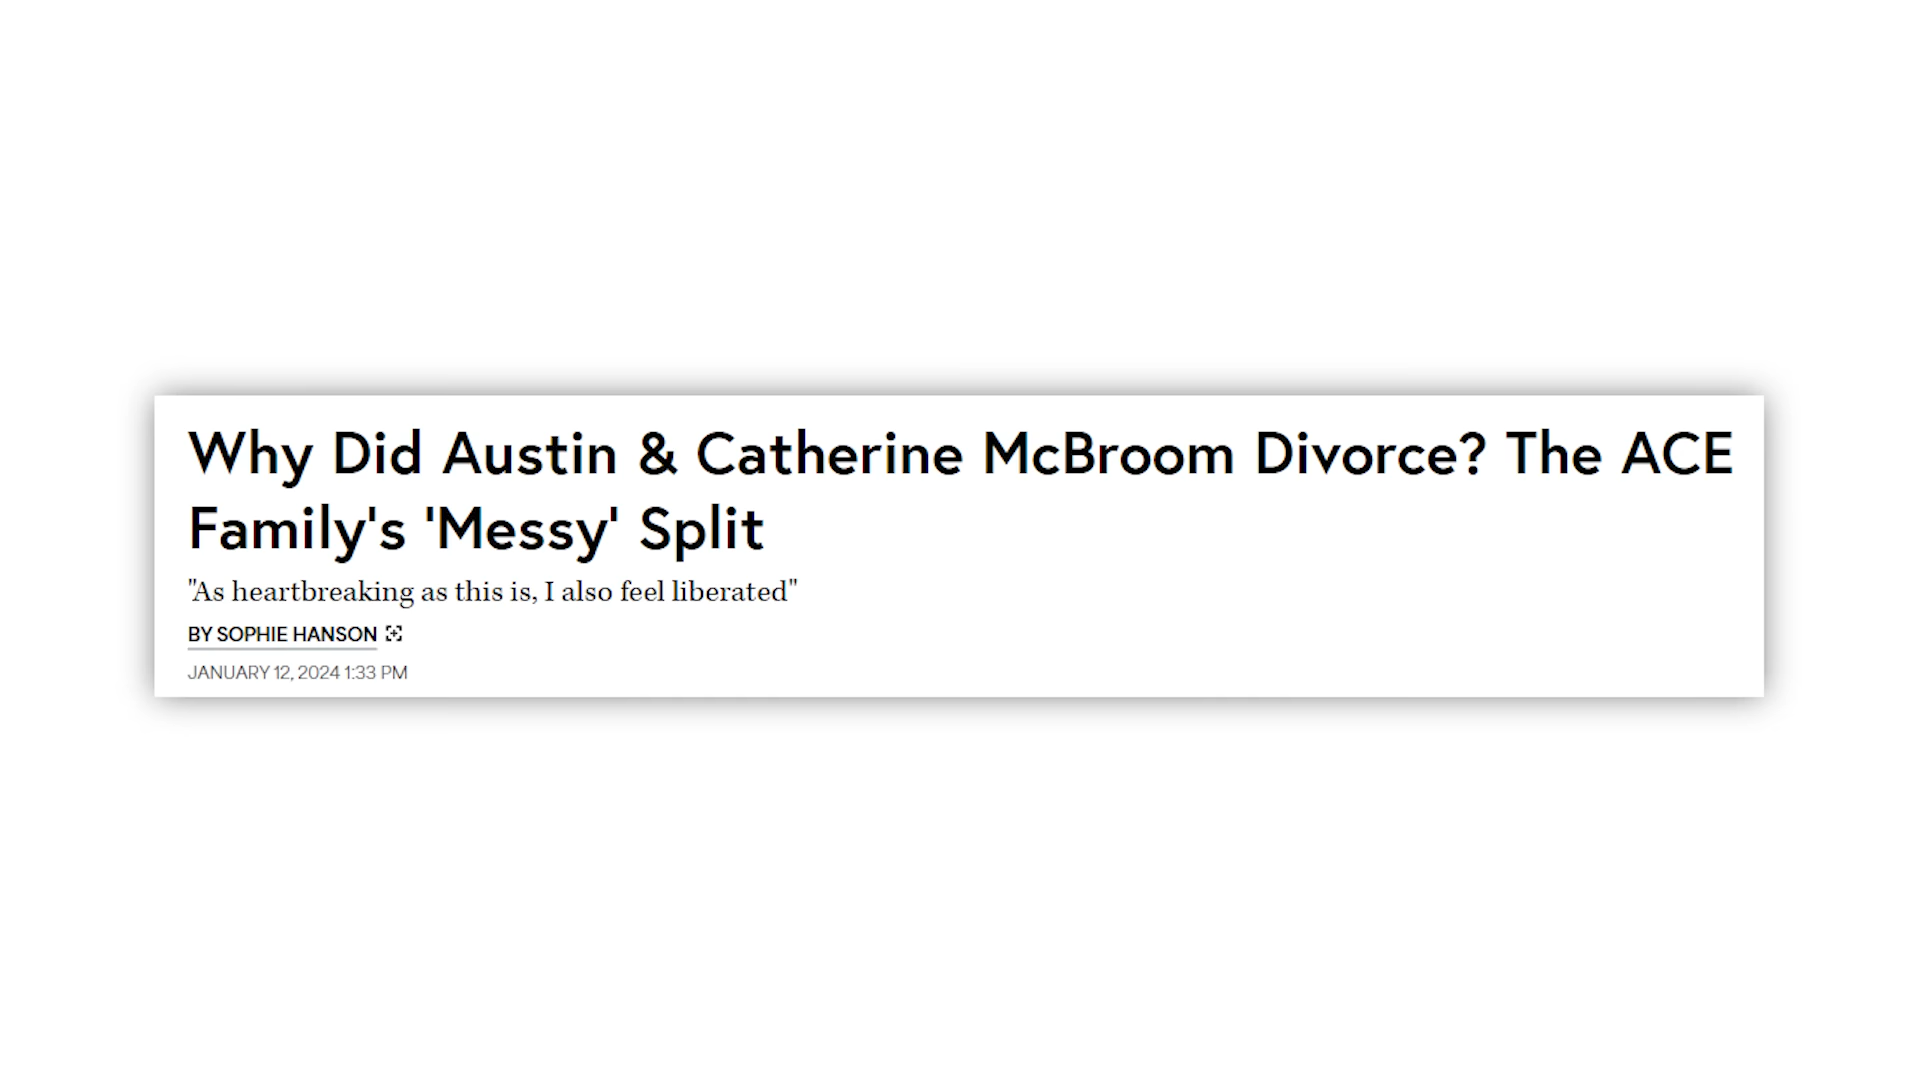 Why Did Austin & Catherine McBroom Divorce? The ACE
Family's 'Messy' Split
"As heartbreaking as this is, I also feel liberated"
BY SOPHIE HANSON
JANUARY 12, 2024 1:33 PM